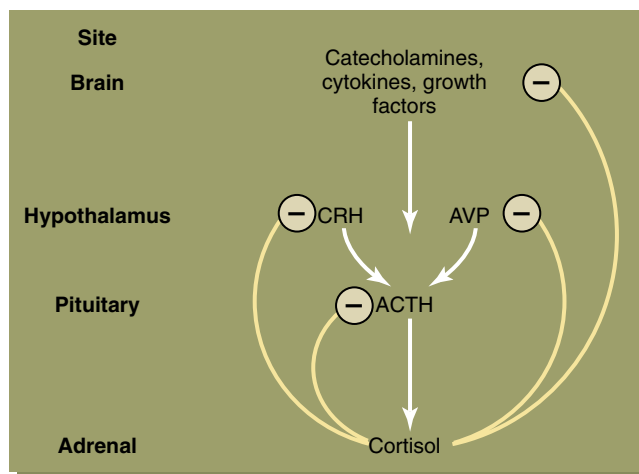 Site
Brain
Catecholamines,
cytokines, growth
factors
−
Hypothalamus
− CRH
AVP −
Pituitary
− ACTH
Adrenal
Cortisol